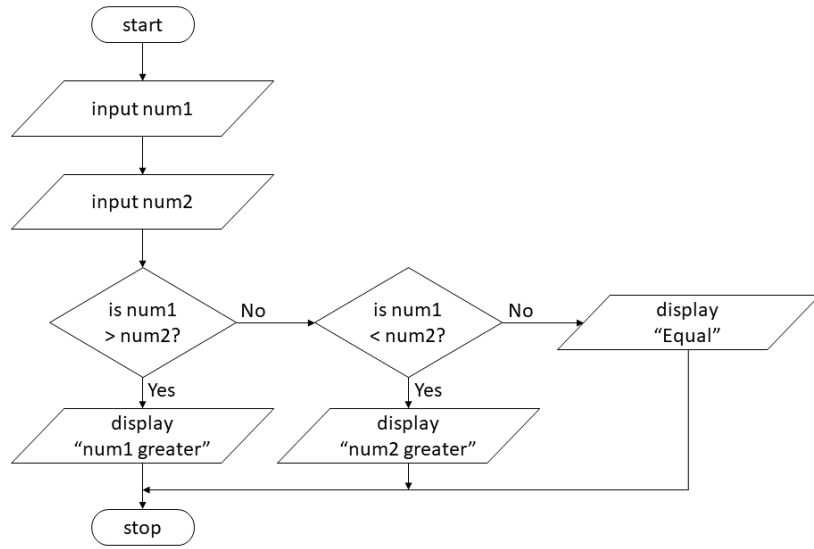 start
input num1
input num2
is num1
> num2?
No
is num1
< num2?
No
display
“Equal”
Yes
display
“num1 greater”
Yes
display
“num2 greater”
stop